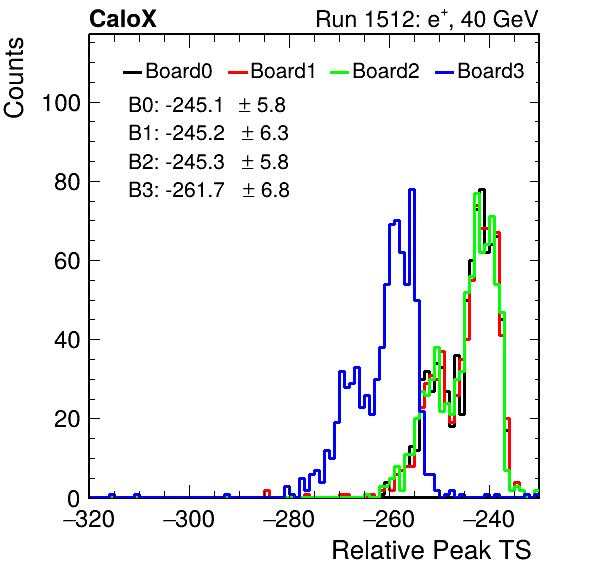 CaloX Run 1512: e⁺, 40 GeV
Counts
Board0 Board1 Board2 Board3
B0: -245.1 ± 5.8
B1: -245.2 ± 6.3
B2: -245.3 ± 5.8
B3: -261.7 ± 6.8
100
80
60
40
20
0
−320 −300 −280 −260 −240
Relative Peak TS